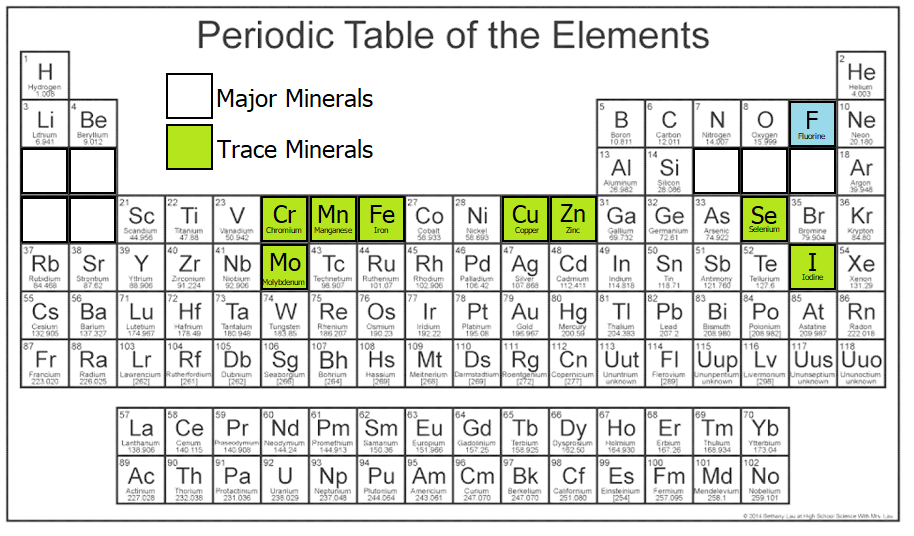 Periodic Table of the Elements
1 2
H He
Hydrogen Helium
1.008 4.003
Major Minerals
Trace Minerals
3 4 5 6 7 8 10
Li Be B C N O F Ne
Lithium Beryllium Boron Carbon Nitrogen Oxygen Fluorine Neon
6.941 9.012 10.811 12.011 14.007 15.999 20.180
13 14 18
Al Si Ar
Aluminum Silicon Argon
26.982 28.086 39.948
21 22 23 27 28 31 32 33 35 36
Sc Ti V Cr Mn Fe Co Ni Cu Zn Ga Ge As Se Br Kr
Scandium Titanium Vanadium Chromium Manganese Iron Cobalt Nickel Copper Zinc Gallium Germanium Arsenic Selenium Bromine Krypton
44.956 47.88 50.942 58.933 58.693 69.732 72.61 74.922 79.904 84.80
37 38 39 40 41 43 44 45 46 47 48 49 50 51 52 54
Rb Sr Y Zr Nb Mo Tc Ru Rh Pd Ag Cd In Sn Sb Te I Xe
Rubidium Strontium Yttrium Zirconium Niobium Molybdenum Technetium Ruthenium Rhodium Palladium Silver Cadmium Indium Tin Antimony Tellurium Iodine Xenon
84.468 87.62 88.906 91.224 92.906 98.907 101.07 102.906 106.42 107.868 112.411 114.818 118.71 121.760 127.6 131.29
55 56 71 72 73 74 75 76 77 78 79 80 81 82 83 84 85 86
Cs Ba Lu Hf Ta W Re Os Ir Pt Au Hg Tl Pb Bi Po At Rn
Cesium Barium Lutetium Hafnium Tantalum Tungsten Rhenium Osmium Iridium Platinum Gold Mercury Thallium Lead Bismuth Polonium Astatine Radon
132.905 137.327 174.967 178.49 180.948 183.85 186.207 190.23 192.22 195.08 196.967 200.59 204.383 207.2 208.980 [208.982] 209.987 222.018
87 88 103 104 105 106 107 108 109 110 111 112 113 114 115 116 117 118
Fr Ra Lr Rf Db Sg Bh Hs Mt Ds Rg Cn Uut Fl Uup Lv Uus Uuo
Francium Radium Lawrencium Rutherfordium Dubnium Seaborgium Bohrium Hassium Meitnerium Darmstadtium Roentgenium Copernicium Ununtrium Flerovium Ununpentium Livermorium Ununseptium Ununoctium
223.020 226.025 [262] [261] [262] [266] [264] [269] [268] [269] [272] [277] unknown [289] unknown [298] unknown unknown
57 58 59 60 61 62 63 64 65 66 67 68 69 70
La Ce Pr Nd Pm Sm Eu Gd Tb Dy Ho Er Tm Yb
Lanthanum Cerium Praseodymium Neodymium Promethium Samarium Europium Gadolinium Terbium Dysprosium Holmium Erbium Thulium Ytterbium
138.906 140.115 140.908 144.24 144.913 150.36 151.966 157.25 158.925 162.50 164.930 167.26 168.934 173.04
89 90 91 92 93 94 95 96 97 98 99 100 101 102
Ac Th Pa U Np Pu Am Cm Bk Cf Es Fm Md No
Actinium Thorium Protactinium Uranium Neptunium Plutonium Americium Curium Berkelium Californium Einsteinium Fermium Mendelevium Nobelium
227.028 232.038 231.036 238.029 237.048 244.064 243.061 247.070 247.070 251.080 [254] 257.095 258.1 259.101
© 2014 Bethany Lau at High School Science With Mrs. Lau